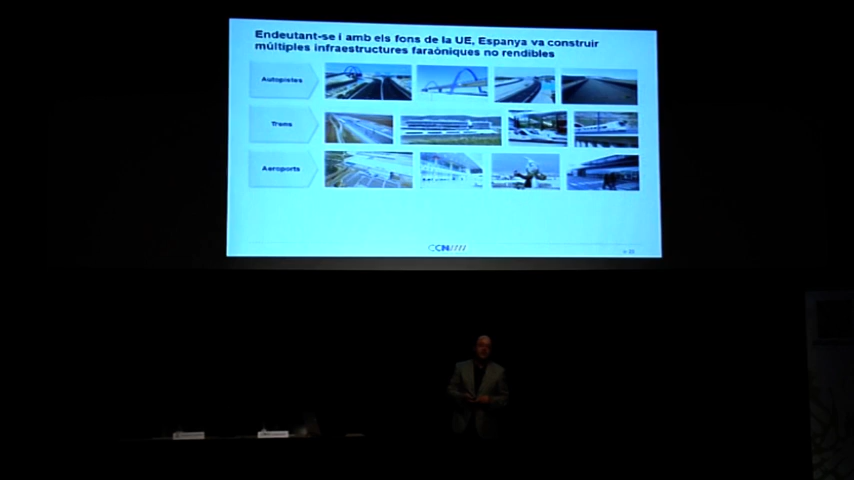 Endeutant-se i amb els fons de la UE, Espanya va construir
múltiples infraestructures faraòniques no rendibles
Autopistes
Trens
Aeroports
CCN